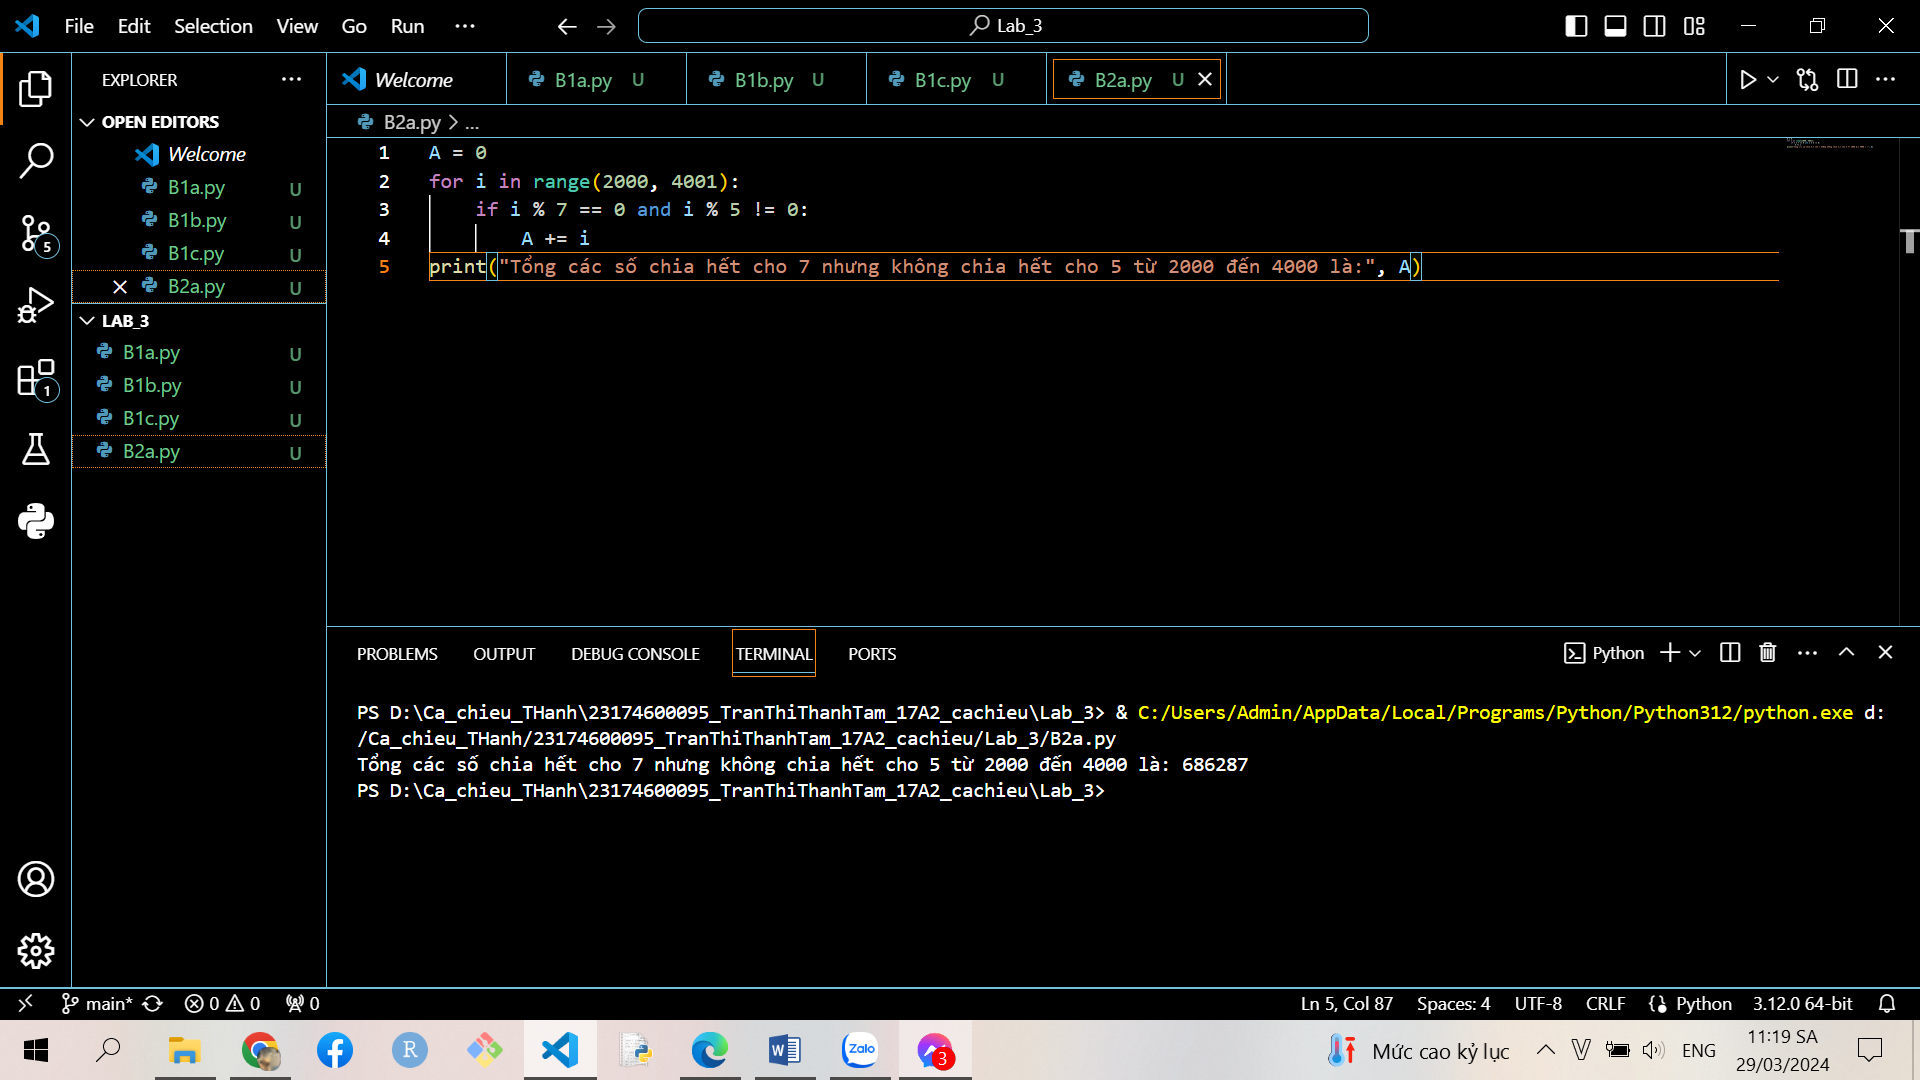 File Edit Selection View Go Run ...
Lab_3
EXPLORER
Welcome
B1a.py U
B1b.py U
B1c.py U
B2a.py U
OPEN EDITORS
Welcome
B1a.py U
B1b.py U
B1c.py U
B2a.py U
LAB_3
B1a.py U
B1b.py U
B1c.py U
B2a.py U
5
1
B2a.py > ...
1 A = 0
2 for i in range(2000, 4001):
3 if i % 7 == 0 and i % 5 != 0:
4 A += i
5 print("Tổng các số chia hết cho 7 nhưng không chia hết cho 5 từ 2000 đến 4000 là:", A)
PROBLEMS OUTPUT DEBUG CONSOLE TERMINAL PORTS
Python
PS D:\Ca_chieu_THanh\23174600095_TranThiThanhTam_17A2_cachieu\Lab_3> & C:/Users/Admin/AppData/Local/Programs/Python/Python312/python.exe d:
/Ca_chieu_THanh/23174600095_TranThiThanhTam_17A2_cachieu/Lab_3/B2a.py
Tổng các số chia hết cho 7 nhưng không chia hết cho 5 từ 2000 đến 4000 là: 686287
PS D:\Ca_chieu_THanh\23174600095_TranThiThanhTam_17A2_cachieu\Lab_3>
main* 0 0 0
Ln 5, Col 87 Spaces: 4 UTF-8 CRLF {} Python 3.12.0 64-bit
R
Zalo
3
Mức cao kỷ lục
ENG
11:19 SA
29/03/2024